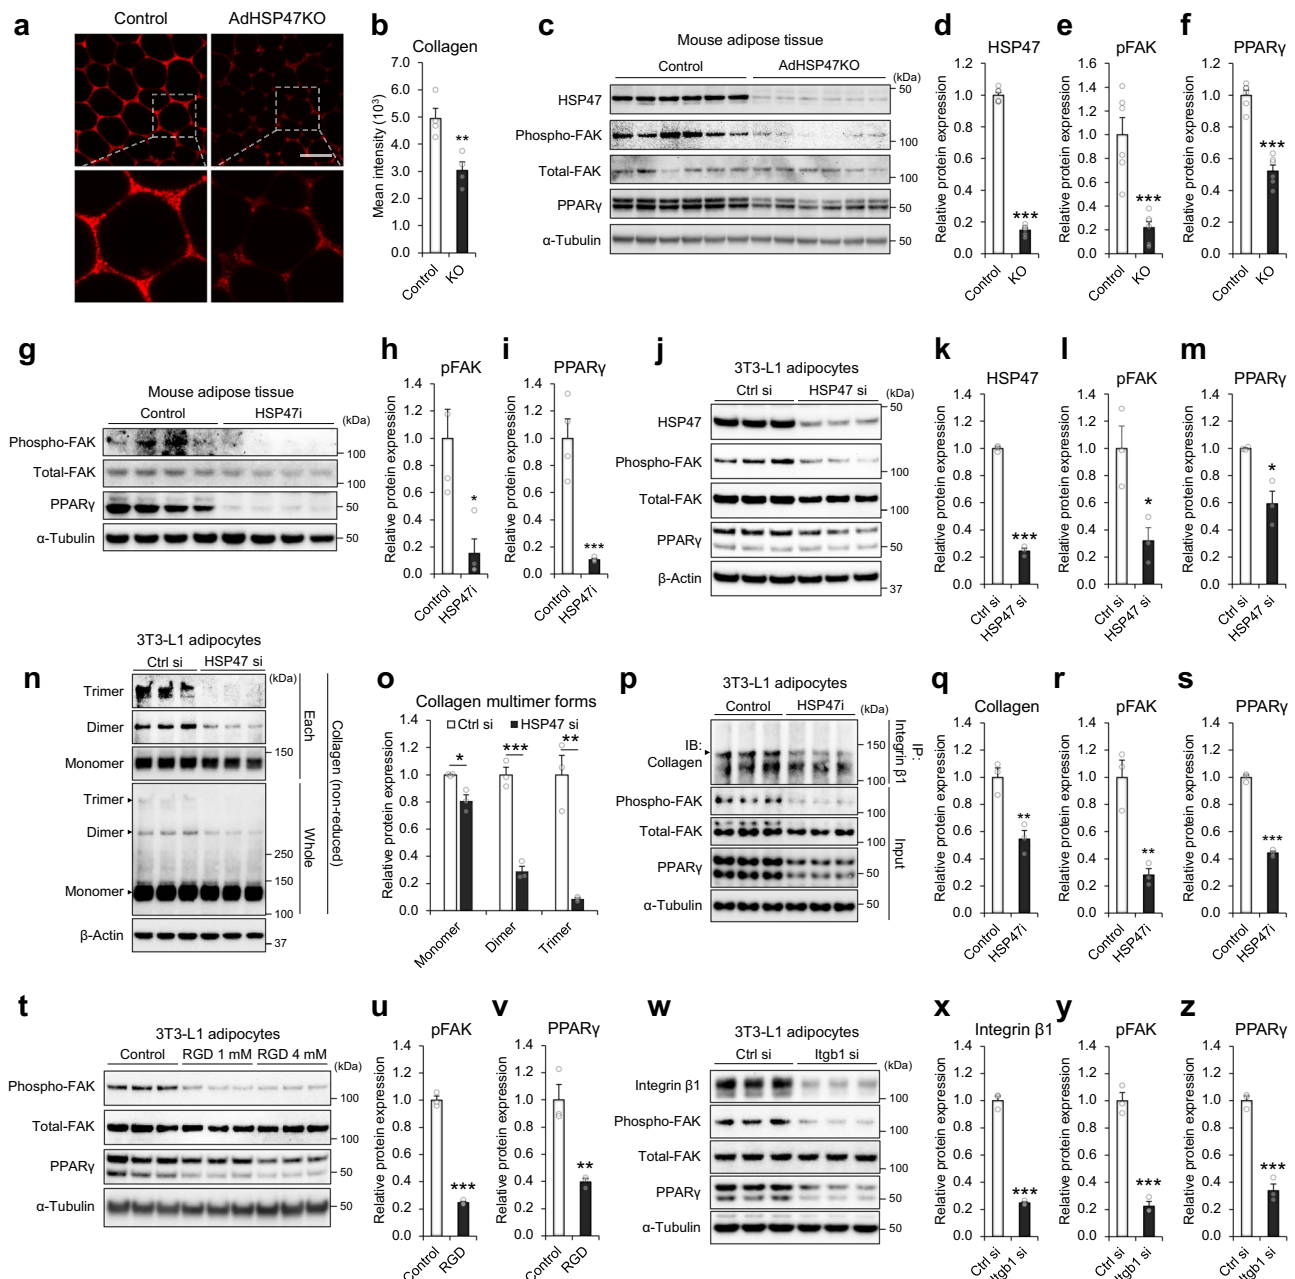 a
Control
AdHSP47KO
b
Collagen
Mean intensity (10³)
7.0
6.0
5.0
4.0
3.0
2.0
1.0
0.0
**
Control
KO
c
Mouse adipose tissue
Control
AdHSP47KO
(kDa)
HSP47
50
Phospho-FAK
100
Total-FAK
100
PPARγ
50
α-Tubulin
50
d
HSP47
Relative protein expression
1.2
1.0
0.8
0.6
0.4
0.2
0.0
***
Control
KO
e
pFAK
Relative protein expression
1.6
1.4
1.2
1.0
0.8
0.6
0.4
0.2
0.0
***
Control
KO
f
PPARγ
Relative protein expression
1.2
1.0
0.8
0.6
0.4
0.2
0.0
***
Control
KO
g
Mouse adipose tissue
Control
HSP47i
(kDa)
Phospho-FAK
100
Total-FAK
100
PPARγ
50
α-Tubulin
50
h
pFAK
Relative protein expression
1.4
1.2
1.0
0.8
0.6
0.4
0.2
0.0
*
Control
HSP47i
i
PPARγ
Relative protein expression
1.4
1.2
1.0
0.8
0.6
0.4
0.2
0.0
***
Control
HSP47i
j
3T3-L1 adipocytes
Ctrl si
HSP47 si
(kDa)
HSP47
50
Phospho-FAK
100
Total-FAK
100
PPARγ
50
β-Actin
37
k
HSP47
Relative protein expression
1.4
1.2
1.0
0.8
0.6
0.4
0.2
0.0
***
Ctrl si
HSP47 si
l
pFAK
Relative protein expression
1.4
1.2
1.0
0.8
0.6
0.4
0.2
0.0
*
Ctrl si
HSP47 si
m
PPARγ
Relative protein expression
1.4
1.2
1.0
0.8
0.6
0.4
0.2
0.0
*
Ctrl si
HSP47 si
n
3T3-L1 adipocytes
Ctrl si
HSP47 si
(kDa)
Trimer
Dimer
150
Monomer
Each
Trimer
Dimer
250
150
Monomer
100
Whole
Collagen (non-reduced)
β-Actin
37
o
Collagen multimer forms
Ctrl si
HSP47 si
Relative protein expression
1.4
1.2
1.0
0.8
0.6
0.4
0.2
0.0
*
***
**
Monomer
Dimer
Trimer
p
3T3-L1 adipocytes
Control
HSP47i
(kDa)
IB:
Collagen
150
100
IP:
Integrin β1
Phospho-FAK
100
Total-FAK
100
PPARγ
50
α-Tubulin
50
Input
q
Collagen
Relative protein expression
1.4
1.2
1.0
0.8
0.6
0.4
0.2
0.0
**
Control
HSP47i
r
pFAK
Relative protein expression
1.4
1.2
1.0
0.8
0.6
0.4
0.2
0.0
**
Control
HSP47i
s
PPARγ
Relative protein expression
1.4
1.2
1.0
0.8
0.6
0.4
0.2
0.0
***
Control
HSP47i
t
3T3-L1 adipocytes
Control
RGD 1 mM
RGD 4 mM
(kDa)
Phospho-FAK
100
Total-FAK
100
PPARγ
50
α-Tubulin
50
u
pFAK
Relative protein expression
1.4
1.2
1.0
0.8
0.6
0.4
0.2
0.0
***
Control
RGD
v
PPARγ
Relative protein expression
1.4
1.2
1.0
0.8
0.6
0.4
0.2
0.0
**
Control
RGD
w
3T3-L1 adipocytes
Ctrl si
Itgb1 si
(kDa)
Integrin β1
100
Phospho-FAK
100
Total-FAK
100
PPARγ
50
α-Tubulin
50
x
Integrin β1
Relative protein expression
1.4
1.2
1.0
0.8
0.6
0.4
0.2
0.0
***
Ctrl si
Itgb1 si
y
pFAK
Relative protein expression
1.4
1.2
1.0
0.8
0.6
0.4
0.2
0.0
***
Ctrl si
Itgb1 si
z
PPARγ
Relative protein expression
1.4
1.2
1.0
0.8
0.6
0.4
0.2
0.0
***
Ctrl si
Itgb1 si